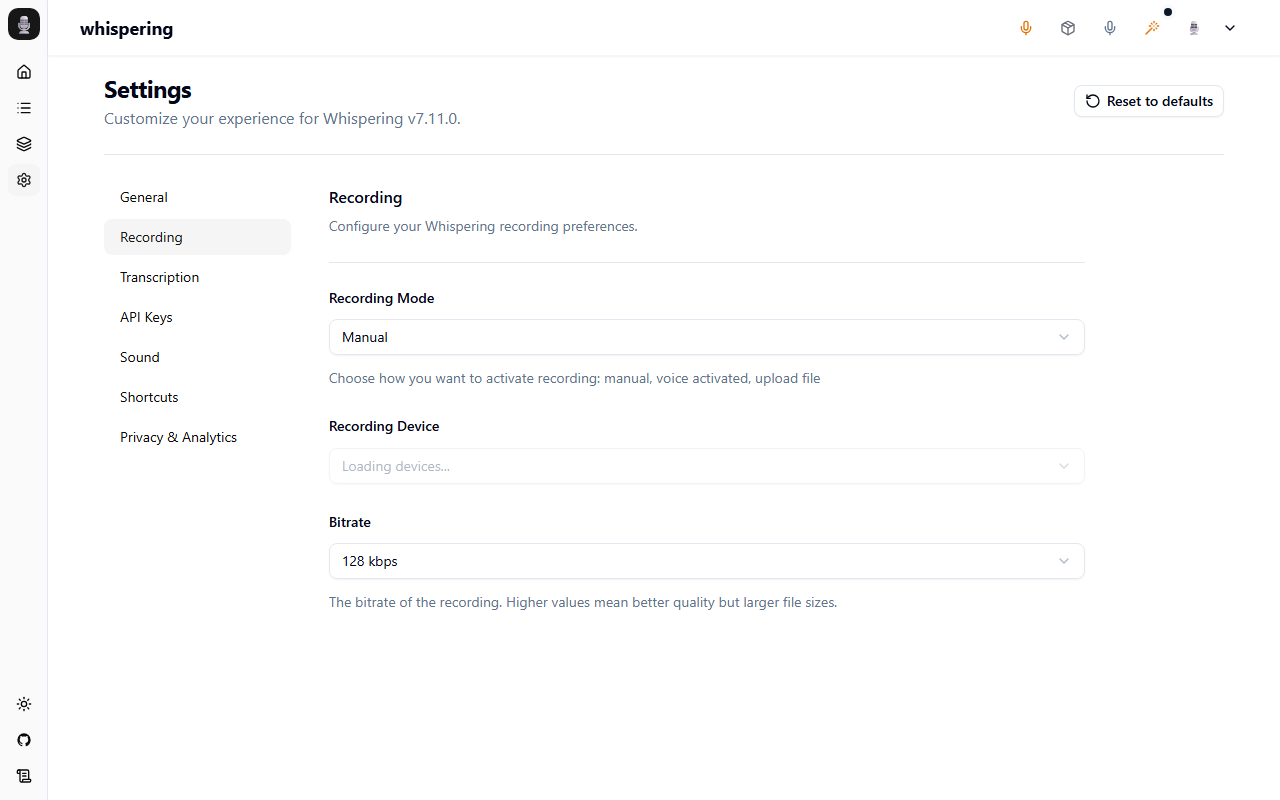 whispering
Settings
Customize your experience for Whispering v7.11.0.
Reset to defaults
General
Recording
Transcription
API Keys
Sound
Shortcuts
Privacy & Analytics
Recording
Configure your Whispering recording preferences.
Recording Mode
Manual
Choose how you want to activate recording: manual, voice activated, upload file
Recording Device
Loading devices...
Bitrate
128 kbps
The bitrate of the recording. Higher values mean better quality but larger file sizes.